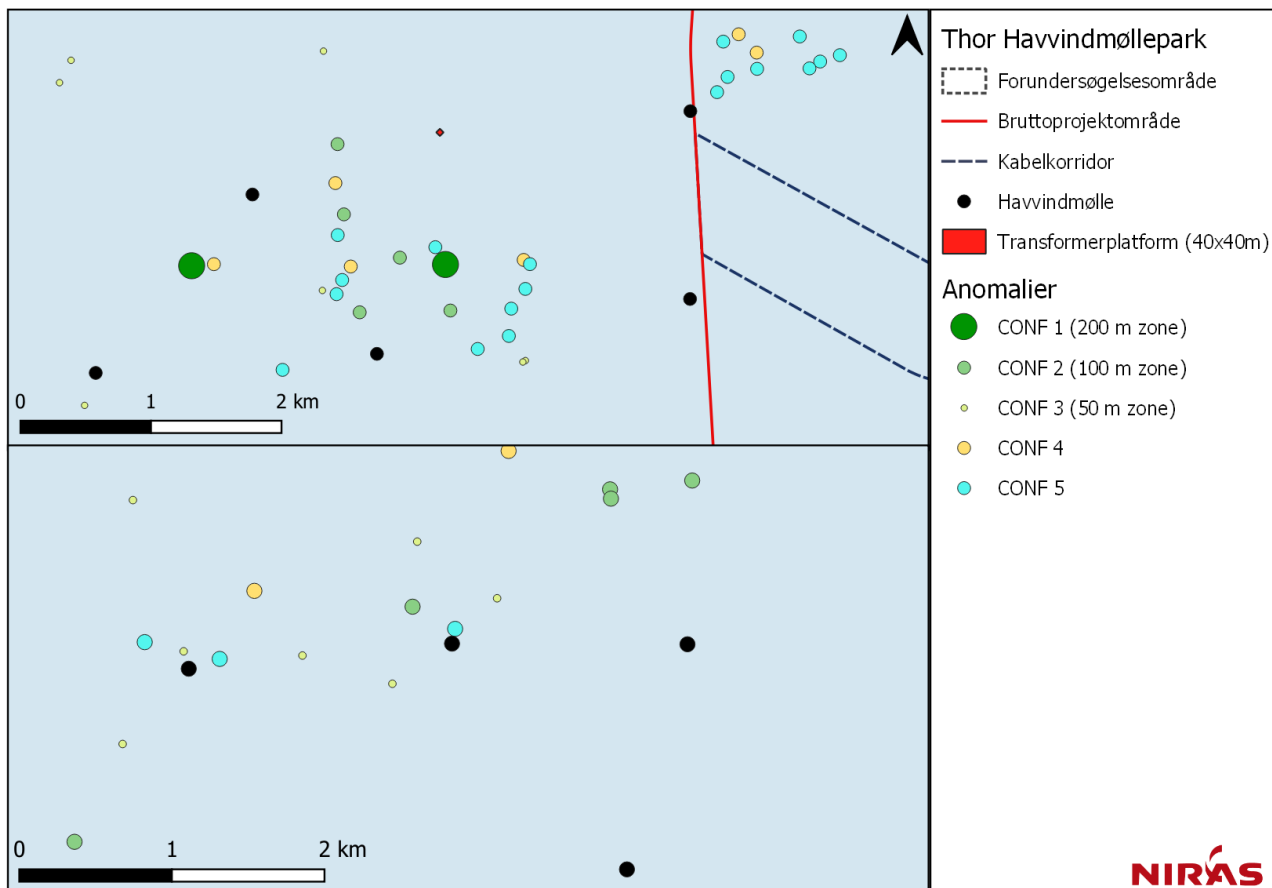 Thor Havvindmøllepark
Forundersøgelsesområde
Bruttoprojektområde
Kabelkorridor
Havvindmølle
Transformerplatform (40x40m)
Anomalier
CONF 1 (200 m zone)
CONF 2 (100 m zone)
CONF 3 (50 m zone)
CONF 4
CONF 5
0 1 2 km
0 1 2 km
NIRAS